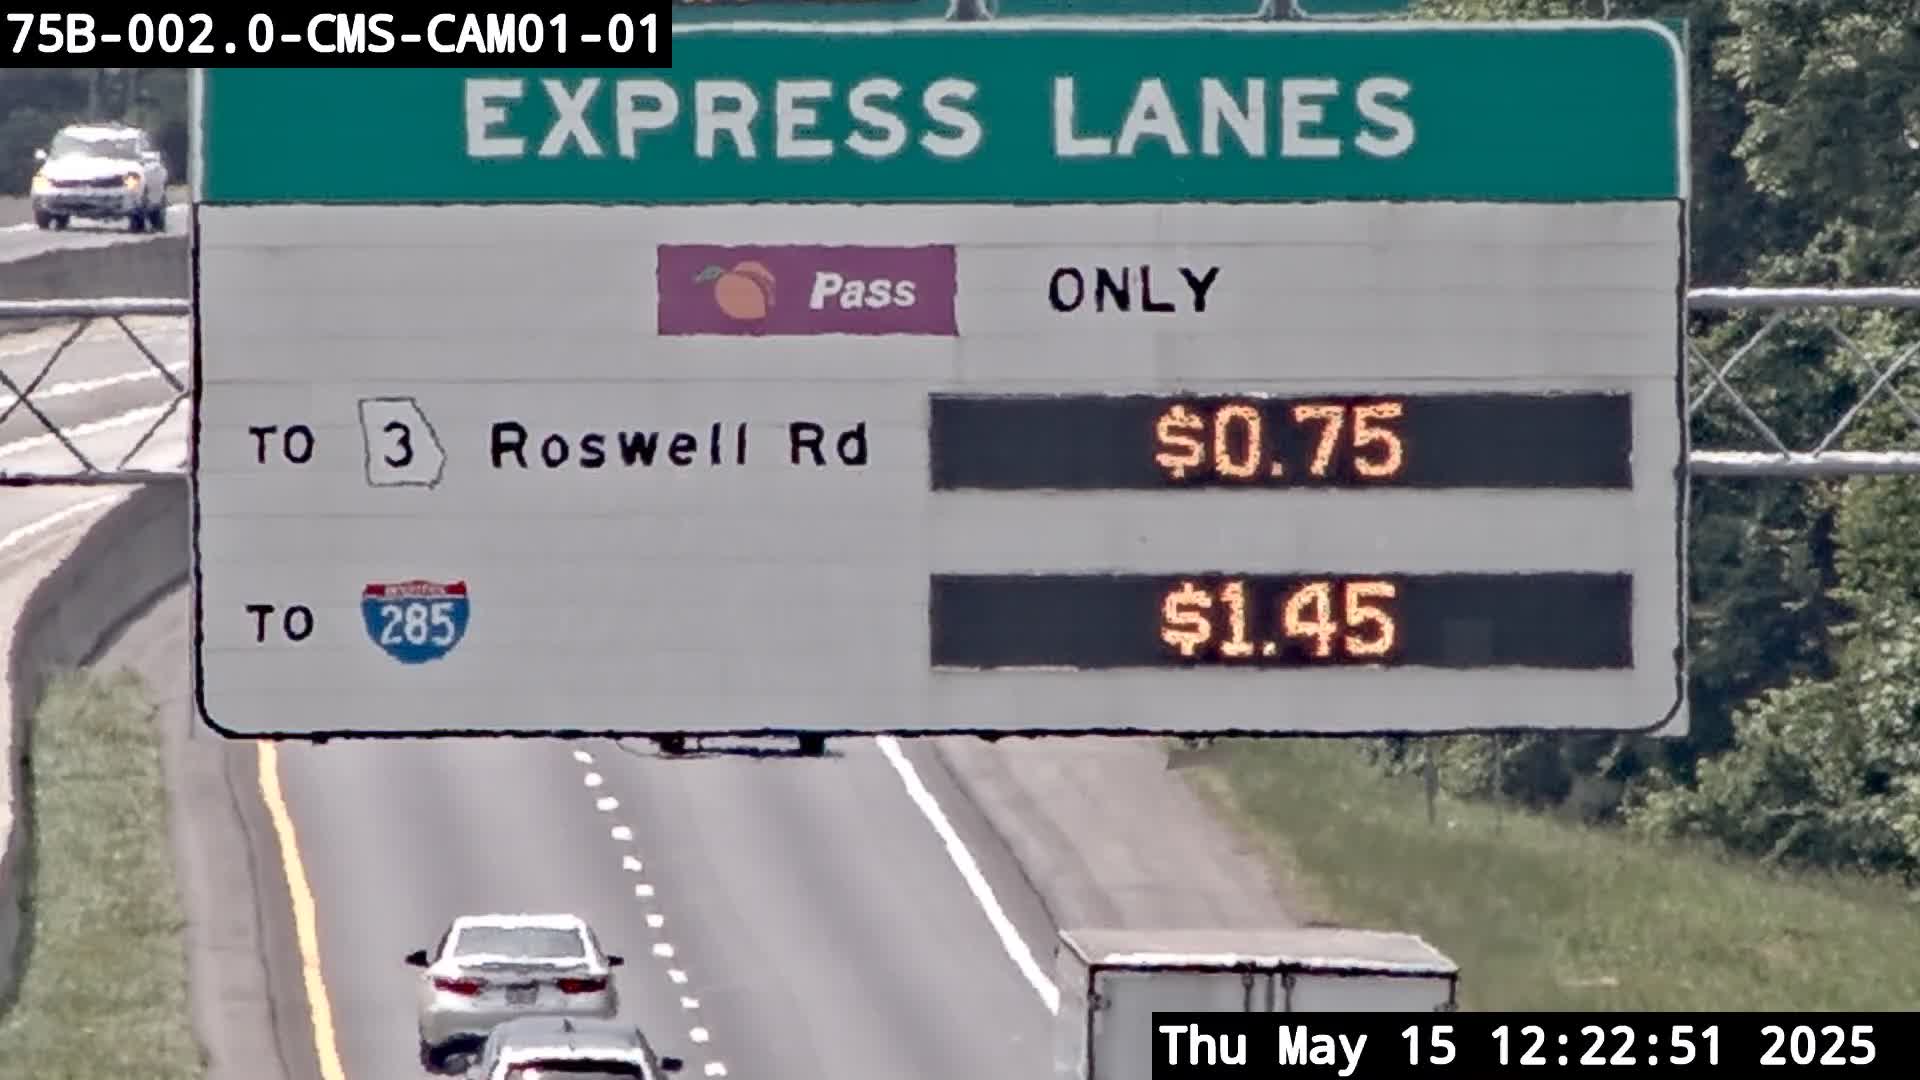 75B-002.0-CMS-CAM01-01
EXPRESS LANES
Pass ONLY
TO 3 Roswell Rd $0.75
TO 285 $1.45
Thu May 15 12:22:51 2025